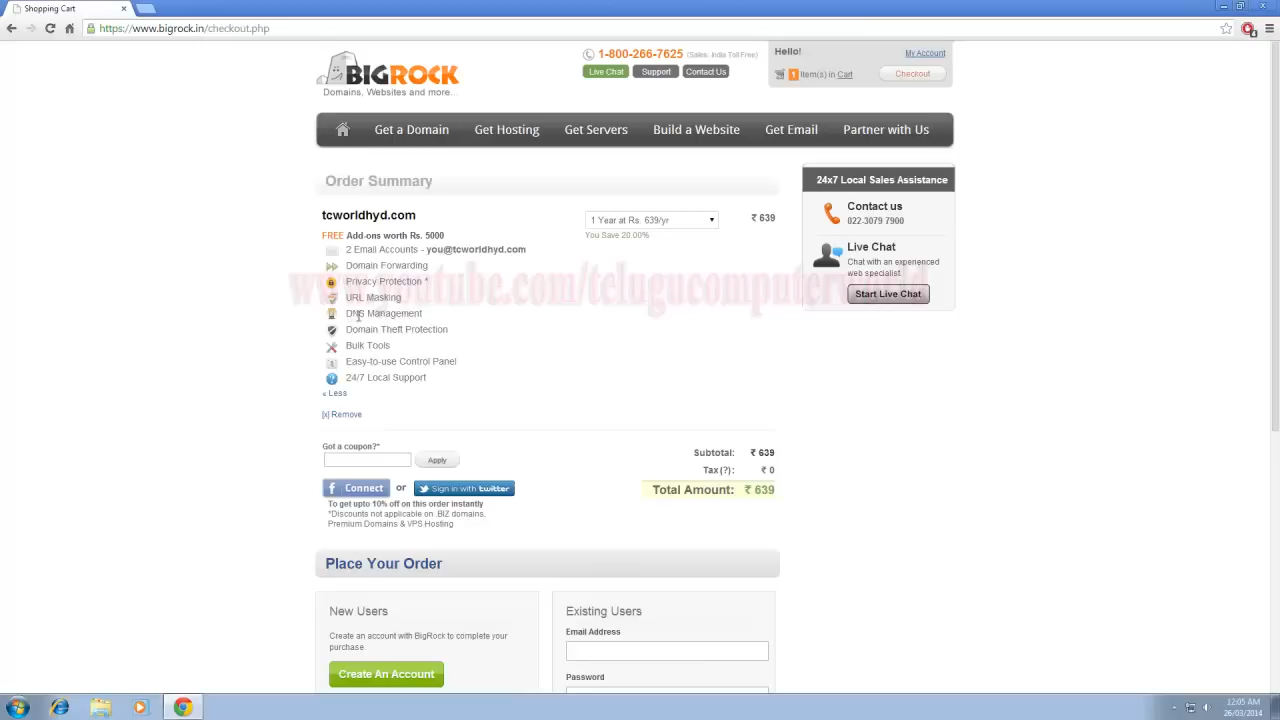 Shopping Cart
https://www.bigrock.in/checkout.php
BIGROCK
Domains, Websites and more...
1-800-266-7625 (Sales: India Toll Free)
Live Chat Support Contact Us
Hello! My Account
1 Item(s) in Cart Checkout
Get a Domain Get Hosting Get Servers Build a Website Get Email Partner with Us
Order Summary
tcworldhyd.com 1 Year at Rs. 639/yr ₹ 639
You Save 20.00%
FREE Add-ons worth Rs. 5000
2 Email Accounts - you@tcworldhyd.com
Domain Forwarding
Privacy Protection *
www.youtube.com/telugucomputerworld
URL Masking
DNS Management
Domain Theft Protection
Bulk Tools
Easy-to-use Control Panel
24/7 Local Support
« Less
[x] Remove
Got a coupon?*
Apply
Connect or Sign in with twitter
To get upto 10% off on this order instantly
*Discounts not applicable on .BIZ domains,
Premium Domains & VPS Hosting
Subtotal: ₹ 639
Tax(?): ₹ 0
Total Amount: ₹ 639
24x7 Local Sales Assistance
Contact us
022-3079 7900
Live Chat
Chat with an experienced
web specialist.
Start Live Chat
Place Your Order
New Users
Create an account with BigRock to complete your
purchase.
Create An Account
Existing Users
Email Address
Password
12:05 AM
26/03/2014